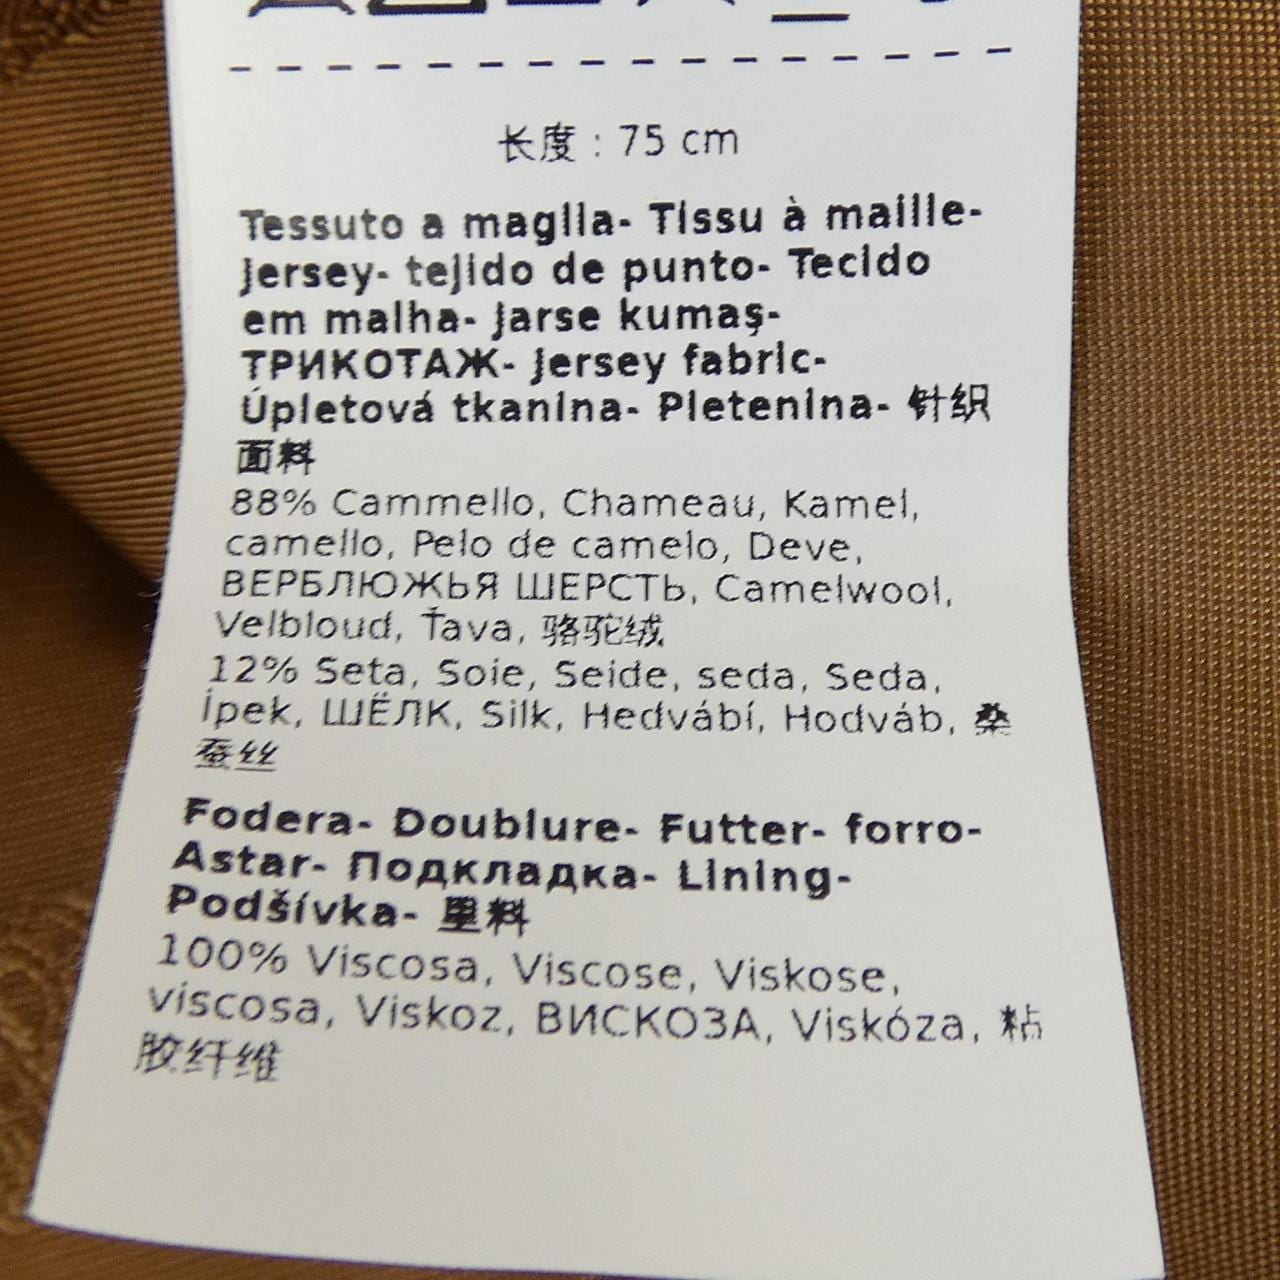 长度 : 75 cm
Tessuto a maglia- Tissu à maille-
Jersey- tejido de punto- Tecido
em malha- Jarse kumaş-
ТРИКОТАЖ- Jersey fabric-
Úpletová tkanina- Pletenina- 针织
面料
88% Cammello, Chameau, Kamel,
camello, Pelo de camelo, Deve,
ВЕРБЛЮЖЬЯ ШЕРСТЬ, Camelwool,
Velbloud, Ťava, 骆驼绒
12% Seta, Soie, Seide, seda, Seda,
İpek, ШЁЛК, Silk, Hedvábí, Hodváb, 桑
蚕丝
Fodera- Doublure- Futter- forro-
Astar- Подкладка- Lining-
Podšívka- 里料
100% Viscosa, Viscose, Viskose,
viscosa, Viskoz, ВИСКОЗА, Viskóza, 粘
胶纤维